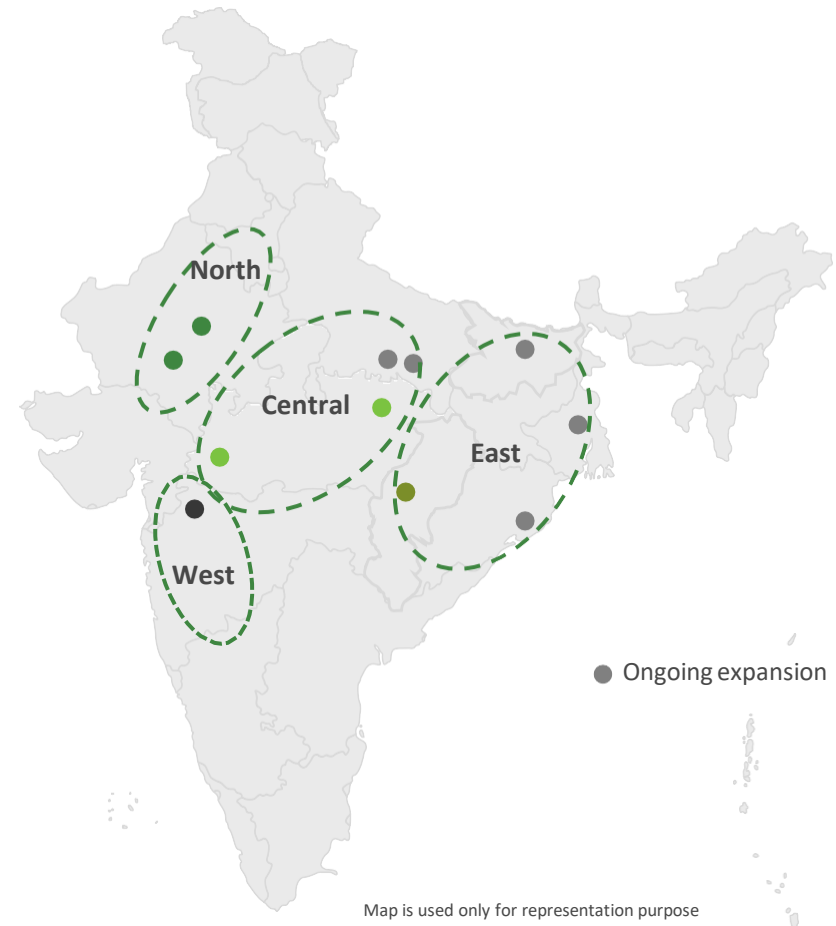 North
Central
East
West
Ongoing expansion
Map is used only for representation purpose